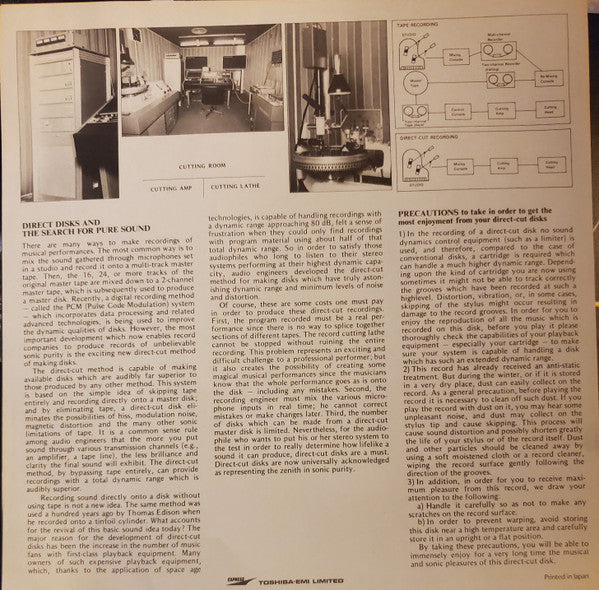 TAPE RECORDING
STUDIO
Mixing Console
Multi-channel Recorder
Two-channel Recorder
Master Tape
Re-Mixing Console
Control Console
Cutting Amp
Cutting Head
DIRECT-CUT RECORDING
STUDIO
Mixing Console
Cutting Amp
Cutting Head
CUTTING ROOM
CUTTING AMP
CUTTING LATHE
DIRECT DISKS AND
THE SEARCH FOR PURE SOUND
There are many ways to make recordings of
musical performances. The most common way is to
mix the sound gathered through microphones set
in a studio and record it onto a multi-track master
tape. Then, the 16, 24, or more tracks of the
original master tape are mixed down to a 2-channel
master tape, which is subsequently used to produce
a master disk. Recently, a digital recording method
– called the PCM (Pulse Code Modulation) system
– which incorporates data processing and related
advanced technologies, is being used to improve
the dynamic qualities of disks. However, the most
important development which now enables record
companies to produce records of unbelievable
sonic purity is the exciting new direct-cut method
of making disks.
The direct-cut method is capable of making
available disks which are audibly far superior to
those produced by any other method. This system
is based on the simple idea of skipping tape
entirely and recording directly onto a master disk;
and by eliminating tape, a direct-cut disk eli-
minates the possibilities of hiss, modulation noise,
magnetic distortion and the many other sonic
limitations of tape. It is a common sense rule
among audio engineers that the more you put
sound through various transmission channels (e.g.,
an amplifier, a tape line), the less brilliance and
clarity the final sound will exhibit. The direct-cut
method, by bypassing tape entirely, can provide
recordings with a total dynamic range which is
audibly superior.
Recording sound directly onto a disk without
using tape is not a new idea. The same method was
used a hundred years ago by Thomas Edison when
he recorded onto a tinfoil cylinder. What accounts
for the revival of this basic sound idea today? The
major reason for the development of direct-cut
disks has been the increase in the number of music
fans with first-class playback equipment. Many
owners of such expensive playback equipment,
which, thanks to the application of space age
technologies, is capable of handling recordings with
a dynamic range approaching 80 dB, felt a sense of
frustration when they could only find recordings
with program material using about half of that
total dynamic range. So in order to satisfy those
audiophiles who long to listen to their stereo
systems performing at their highest dynamic capa-
city, audio engineers developed the direct-cut
method for making disks which have truly aston-
ishing dynamic range and minimum levels of noise
and distortion.
Of course, these are some costs one must pay
in order to produce these direct-cut recordings.
First, the program recorded must be a real per-
formance since there is no way to splice together
sections of different tapes. The record cutting lathe
cannot be stopped without ruining the entire
recording. This problem represents an exciting and
difficult challenge to a professional performer; but
it also creates the possibility of creating some
magical musical performances since the musicians
know that the whole performance goes as is onto
the disk – including any mistakes. Second, the
recording engineer must mix the various micro-
phone inputs in real time; he cannot correct
mistakes or make changes later. Third, the number
of disks which can be made from a direct-cut
master disk is limited. Nevertheless, for the audio-
phile who wants to put his or her stereo system to
the test in order to really determine how lifelike a
sound it can produce, direct-cut disks are a must.
Direct-cut disks are now universally acknowledged
as representing the zenith in sonic purity.
PRECAUTIONS to take in order to get the
most enjoyment from your direct-cut disks
1) In the recording of a direct-cut disk no sound
dynamics control equipment (such as a limiter) is
used, and therefore, compared to the case of
conventional disks, a cartridge is required which
can handle a much higher dynamic range. Depend-
ing upon the kind of cartridge you are now using
sometimes it might not be able to track correctly
the grooves which have been recorded at such a
highlevel. Distortion, vibration, or, in some cases,
skipping of the stylus might occur resulting in
damage to the record grooves. In order for you to
enjoy the reproduction of all the music which is
recorded on this disk, before you play it please
thoroughly check the capabilities of your playback
equipment – especially your cartridge – to make
sure your system is capable of handling a disk
which has such an extended dynamic range.
2) This record has already received an anti-static
treatment. But during the winter, or if it is stored
in a very dry place, dust can easily collect on the
record. As a general precaution, before playing the
record it is necessary to clean off such dust. If you
play the record with dust on it, you may hear some
unpleasant noise, and dust may collect on the
stylus tip and cause skipping. This process will
cause sound distortion and possibly shorten greatly
the life of your stylus or of the record itself. Dust
and other particles should be cleaned away by
using a soft moistened cloth or a record cleaner,
wiping the record surface gently following the
direction of the grooves.
3) In addition, in order for you to receive maxi-
mum pleasure from this record, we draw your
attention to the following:
a) Handle it carefully so as not to make any
scratches on the record surface.
b) In order to prevent warping, avoid storing
this disk near a high temperature area and carefully
store it in an upright or a flat position.
By taking these precautions, you will be able to
immensely enjoy for a very long time the musical
and sonic pleasures of this direct-cut disk.
EXPRESS
TOSHIBA-EMI LIMITED
Printed in Japan